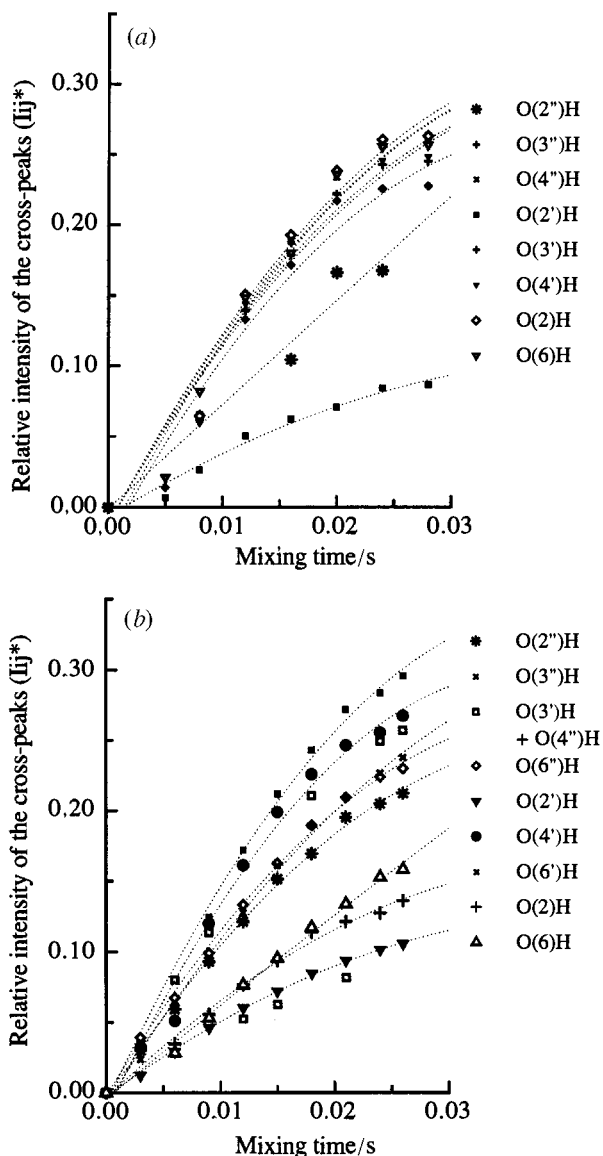 (a)
Relative intensity of the cross-peaks (Iij*)
0.30
0.20
0.10
0.00
0.00
0,01
0.02
0.03
Mixing time/s
O(2")H
O(3")H
O(4")H
O(2')H
O(3')H
O(4')H
O(2)H
O(6)H
(b)
Relative intensity of the cross-peaks (Iij*)
0.30
0.20
0.10
0.00
0.00
0.01
0.02
0.03
Mixing time/s
O(2")H
O(3")H
O(3')H
+ O(4")H
O(6")H
O(2')H
O(4')H
O(6')H
O(2)H
O(6)H